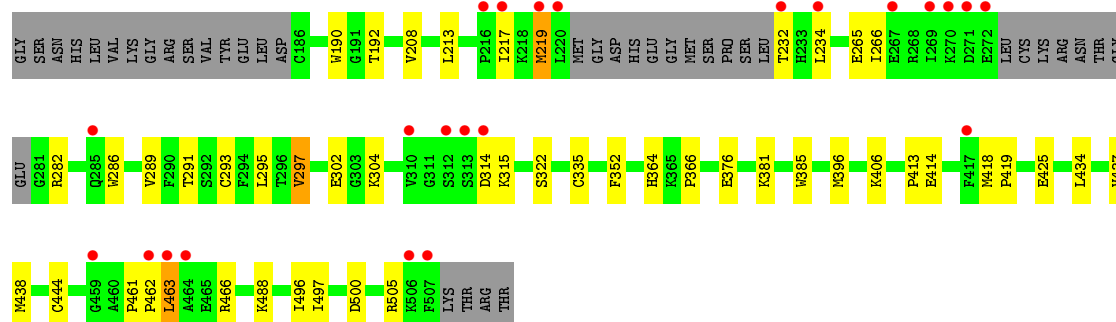 GLY SER ASN HIS LEU VAL LYS GLY ARG SER VAL TYR GLU LEU ASP C186 W190 G191 T192 V208 L213 P216 I217 K218 M219 L220 MET GLY ASP HIS GLU GLY MET SER PRO SER LEU T232 H233 L234 E265 I266 E267 R268 I269 K270 D271 E272 LEU CYS LYS ARG ASN THR GLY
GLU G281 R282 Q285 W286 V289 F290 T291 S292 C293 F294 L295 T296 V297 E302 G303 K304 V310 G311 S312 S313 D314 K315 S322 C335 F352 H364 K365 P366 E376 K381 W385 M396 K406 P413 E414 F417 M418 P419 E425 L434
M438 C444 G459 A460 P461 P462 L463 A464 E465 R466 K488 I496 I497 D500 R505 K506 F507 LYS THR ARG THR